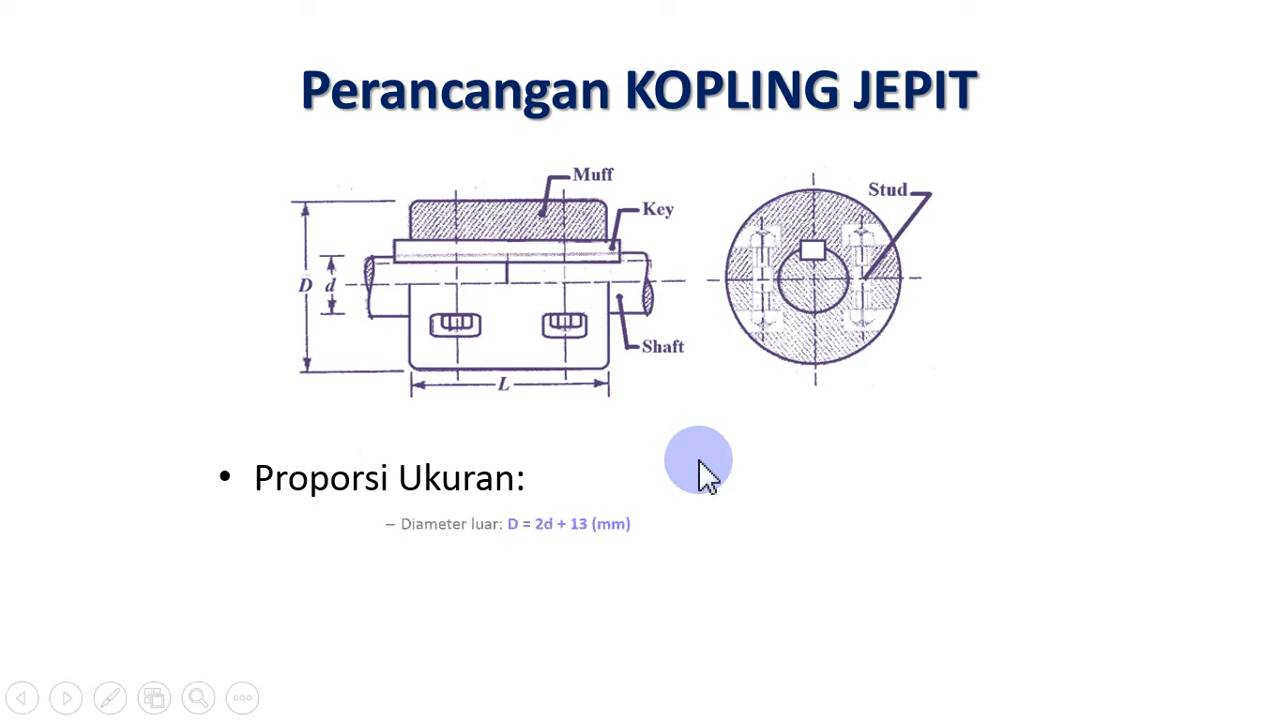 Perancangan KOPLING JEPIT
Muff
Key
Stud
D
d
Shaft
L
• Proporsi Ukuran:
– Diameter luar: D = 2d + 13 (mm)